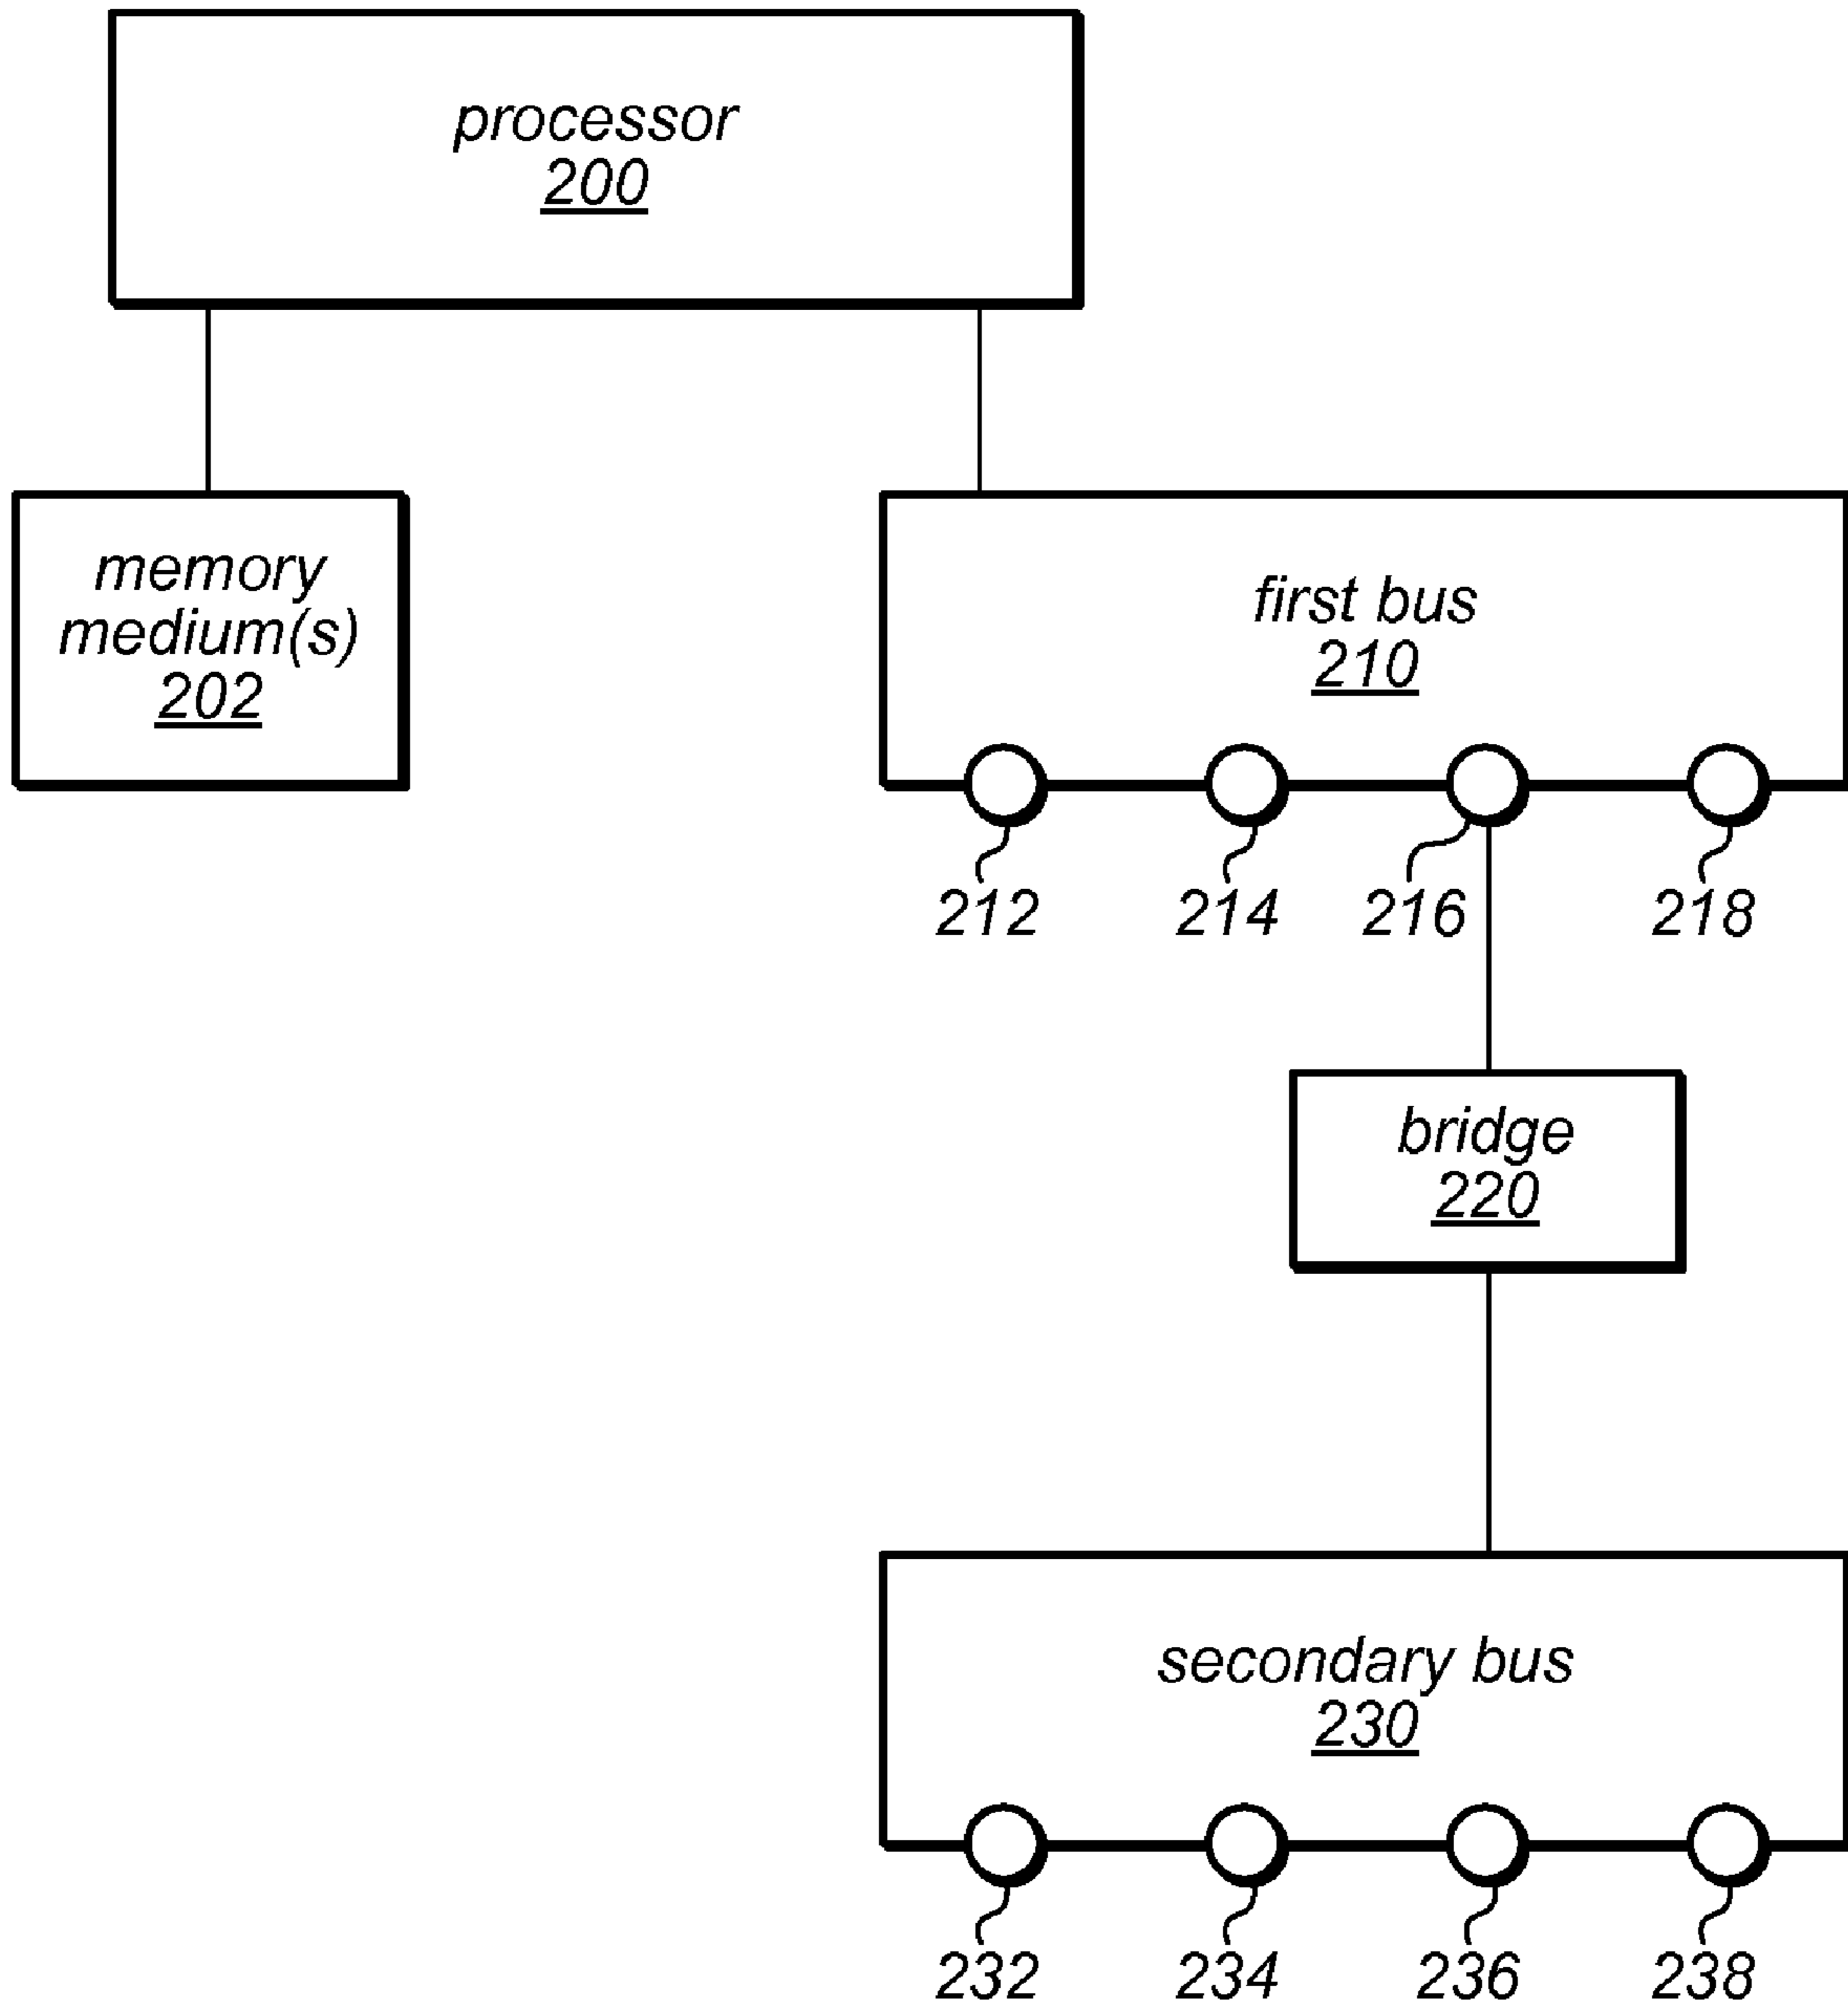 processor
200
memory
medium(s)
202
first bus
210
212 214 216 218
bridge
220
secondary bus
230
232 234 236 238